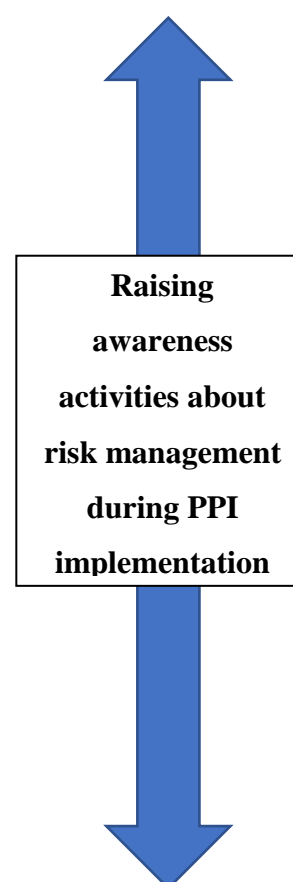 Raising
awareness
activities about
risk management
during PPI
implementation